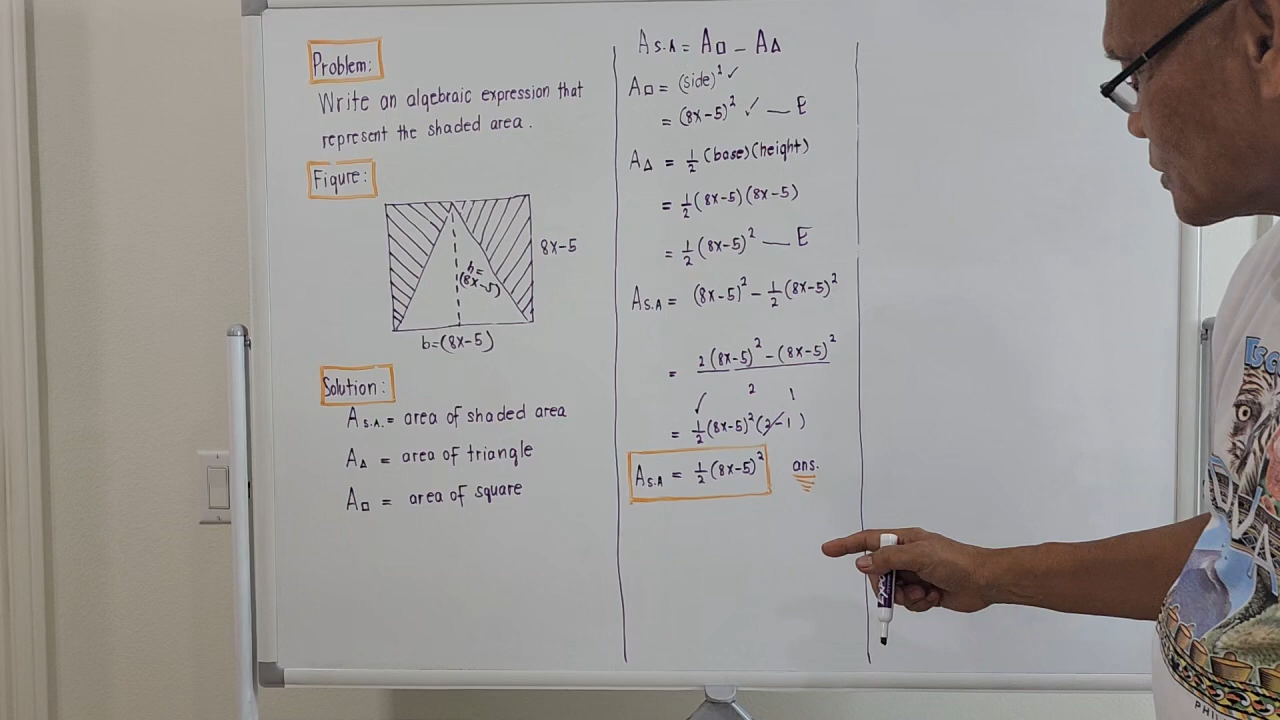 Problem:
Write an algebraic expression that
represent the shaded area.
Figure:
8x-5
h=
(8x-5)
b=(8x-5)
Solution:
A S.A. = area of shaded area
A△ = area of triangle
A□ = area of square
A S.A = A□ - A△
A□ = (side)² ✓
= (8x-5)² ✓ — E
A△ = 1/2 (base)(height)
= 1/2 (8x-5)(8x-5)
= 1/2 (8x-5)² — E
A S.A = (8x-5)² - 1/2 (8x-5)²
= 2(8x-5)² - (8x-5)²
2
1
= 1/2 (8x-5)² (2-1)
A S.A = 1/2 (8x-5)² ans.
EXPO